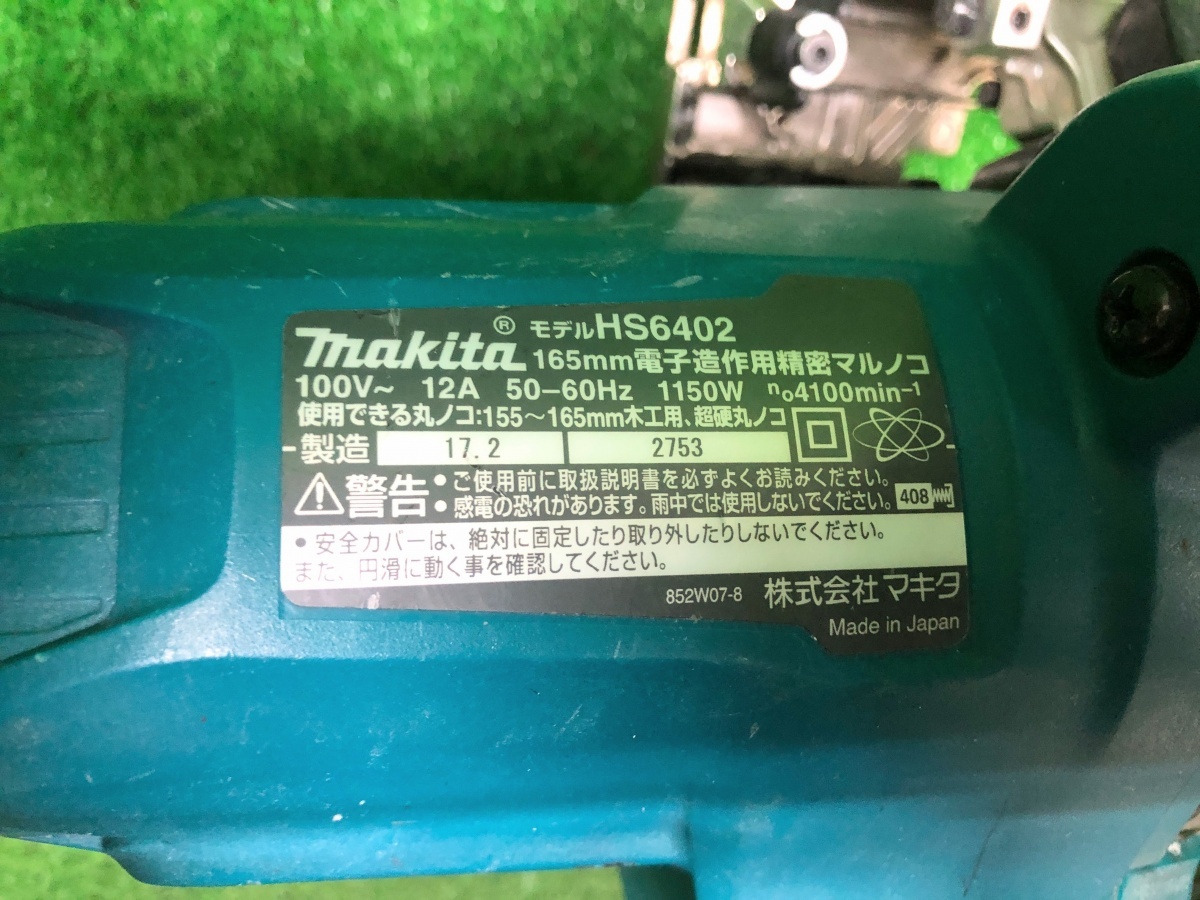 makita® モデルHS6402
165mm電子造作用精密マルノコ
100V～ 12A 50-60Hz 1150W n₀4100min⁻¹
使用できる丸ノコ:155～165mm木工用、超硬丸ノコ
製造 17.2 2753
警告 • ご使用前に取扱説明書を必ずよくお読みください。
• 感電の恐れがあります。雨中では使用しないでください。 408
• 安全カバーは、絶対に固定したり取り外したりしないでください。
また、円滑に動く事を確認してください。
852W07-8 株式会社マキタ
Made in Japan